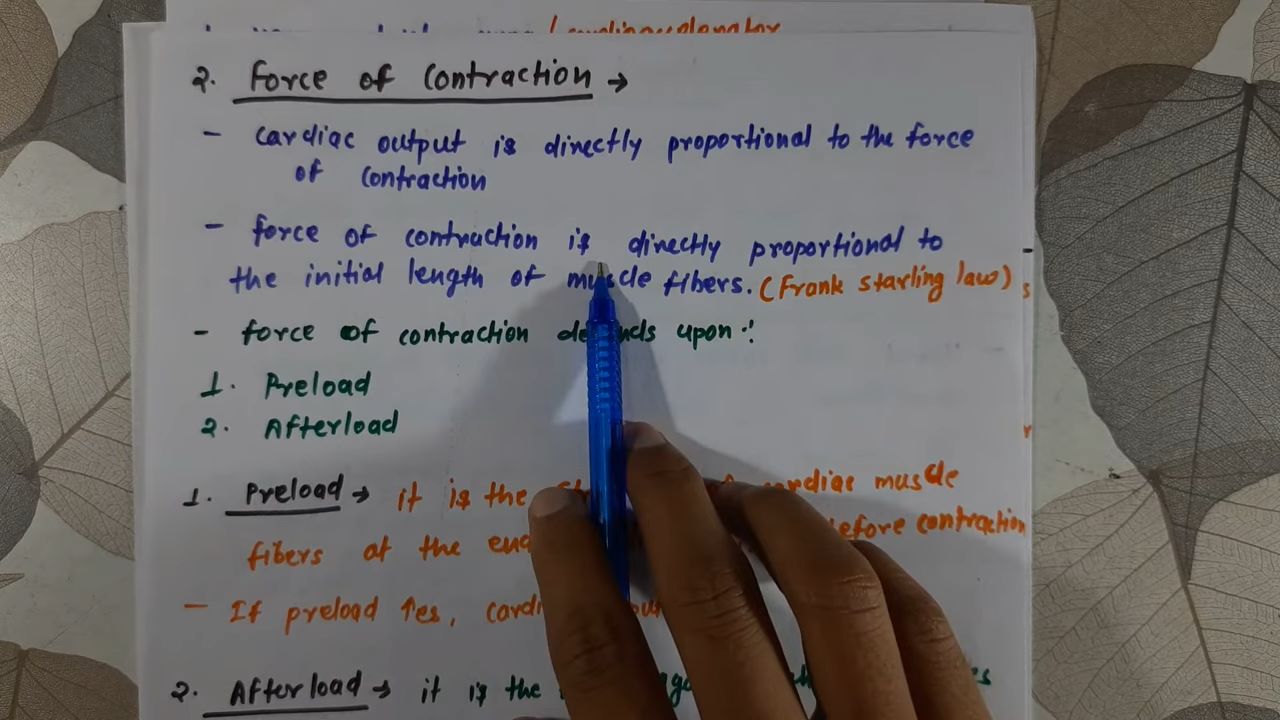 2. Force of Contraction →
- Cardiac output is directly proportional to the force
of contraction
- force of contraction is directly proportional to
the initial length of muscle fibers. (Frank starling law)
- force of contraction depends upon :
1. Preload
2. Afterload
1. Preload → it is the cardiac muscle
fibers at the end before contraction
- If preload ↑es,
2. Afterload → it is the